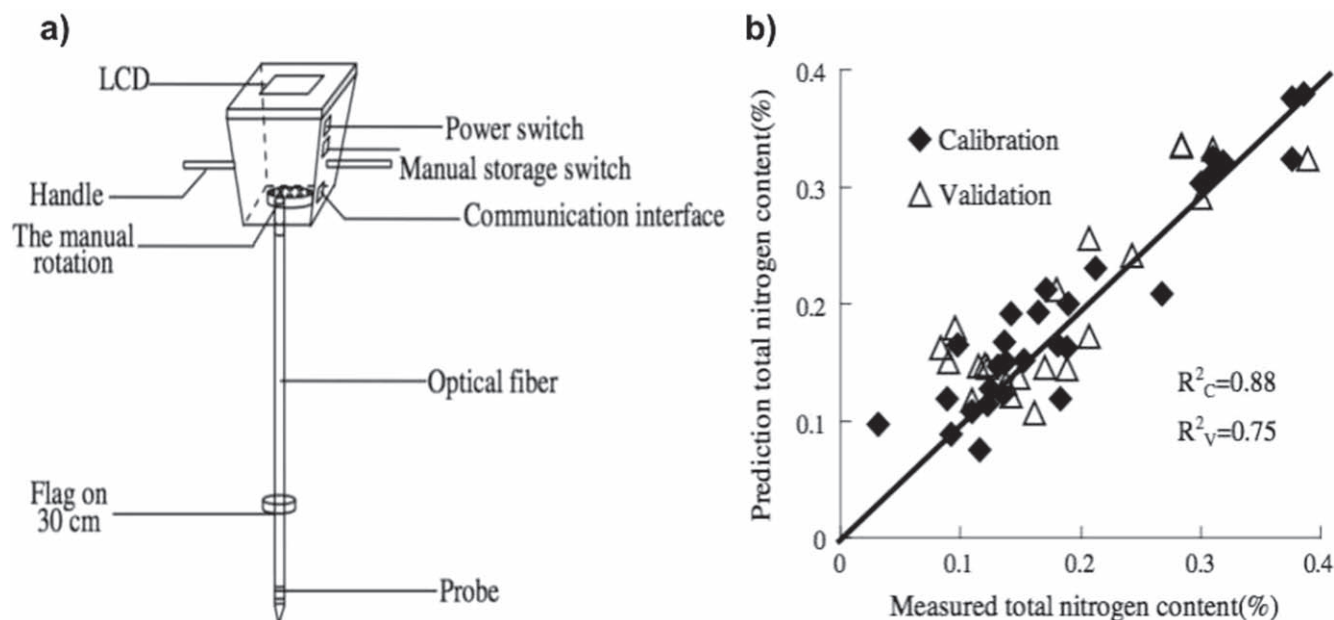 a)
LCD
Power switch
Manual storage switch
Handle
Communication interface
The manual
rotation
Optical fiber
Flag on
30 cm
Probe
b)
Prediction total nitrogen content(%)
0.4
0.3
0.2
0.1
0
Calibration
Validation
R²C=0.88
R²V=0.75
0 0.1 0.2 0.3 0.4
Measured total nitrogen content(%)